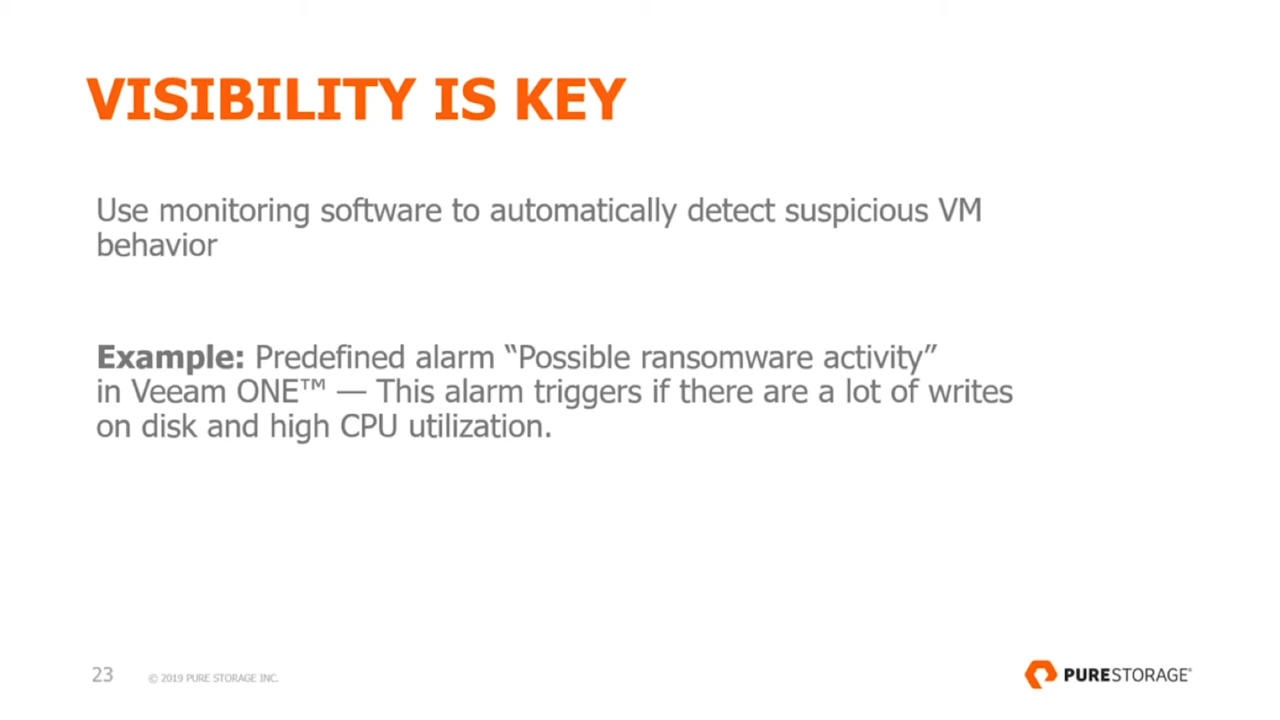 VISIBILITY IS KEY
Use monitoring software to automatically detect suspicious VM
behavior
Example: Predefined alarm “Possible ransomware activity”
in Veeam ONE™ — This alarm triggers if there are a lot of writes
on disk and high CPU utilization.
23 © 2019 PURE STORAGE INC.
PURESTORAGE®